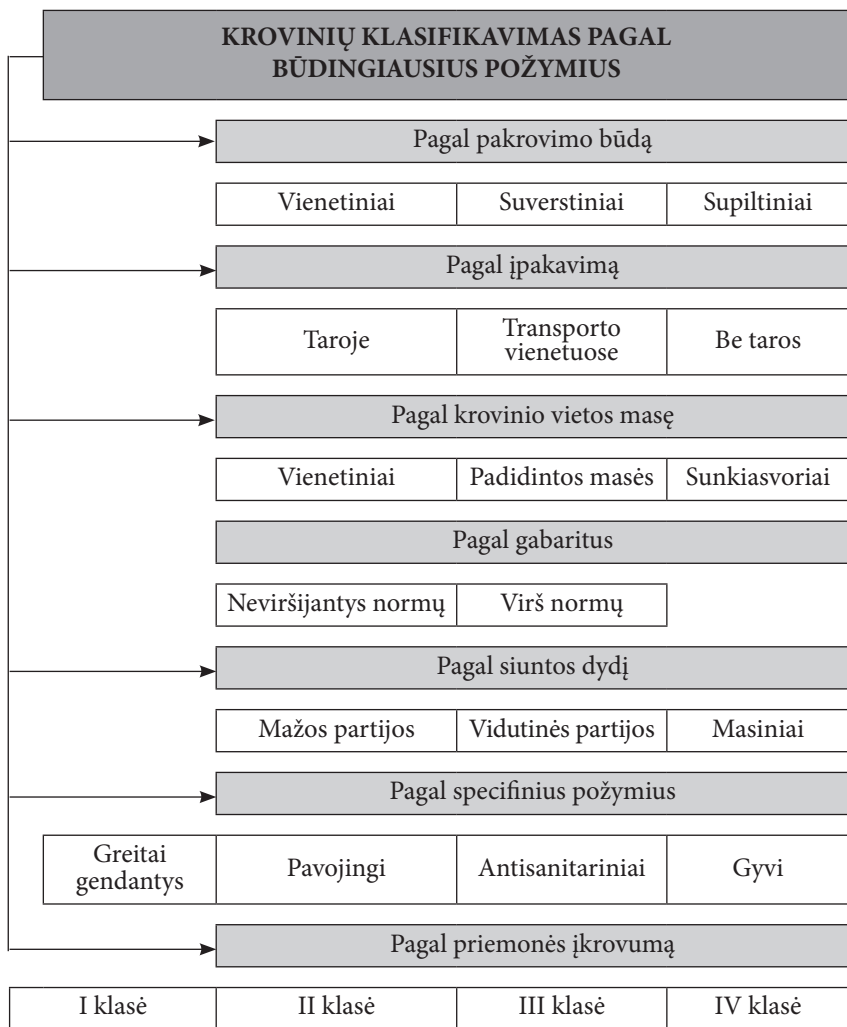 KROVINIŲ KLASIFIKAVIMAS PAGAL
BŪDINGIAUSIUS POŽYMIUS
Pagal pakrovimo būdą
Vienetiniai Suverstiniai Supiltiniai
Pagal įpakavimą
Taroje Transporto vienetuose Be taros
Pagal krovinio vietos masę
Vienetiniai Padidintos masės Sunkiasvoriai
Pagal gabaritus
Neviršijantys normų Virš normų
Pagal siuntos dydį
Mažos partijos Vidutinės partijos Masiniai
Pagal specifinius požymius
Greitai gendantys Pavojingi Antisanitariniai Gyvi
Pagal priemonės įkrovumą
I klasė II klasė III klasė IV klasė